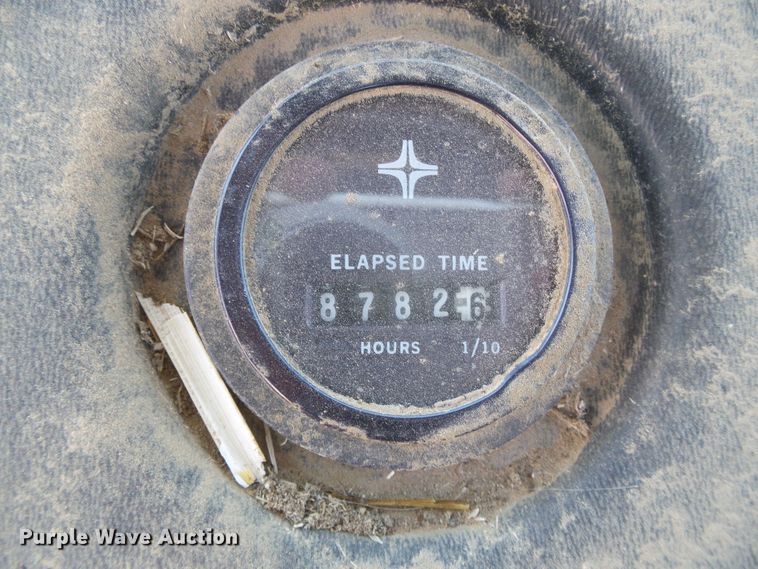 ELAPSED TIME
8 7 8 2 6
HOURS 1/10
Purple Wave Auction